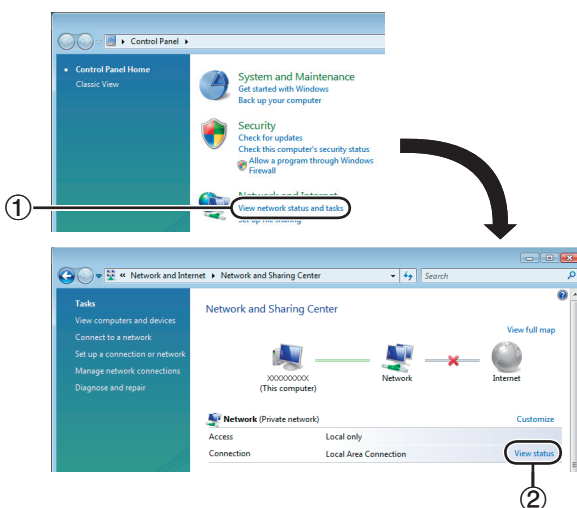 Control Panel
Control Panel Home
Classic View
System and Maintenance
Get started with Windows
Back up your computer
Security
Check for updates
Check this computer's security status
Allow a program through Windows
Firewall
Network and Internet
① View network status and tasks
Set up file sharing
« Network and Internet Network and Sharing Center
Search
Tasks
View computers and devices
Connect to a network
Set up a connection or network
Manage network connections
Diagnose and repair
Network and Sharing Center
View full map
XXXXXXXXX
(This computer)
Network
Internet
Network (Private network)
Customize
Access Local only
Connection Local Area Connection View status
②